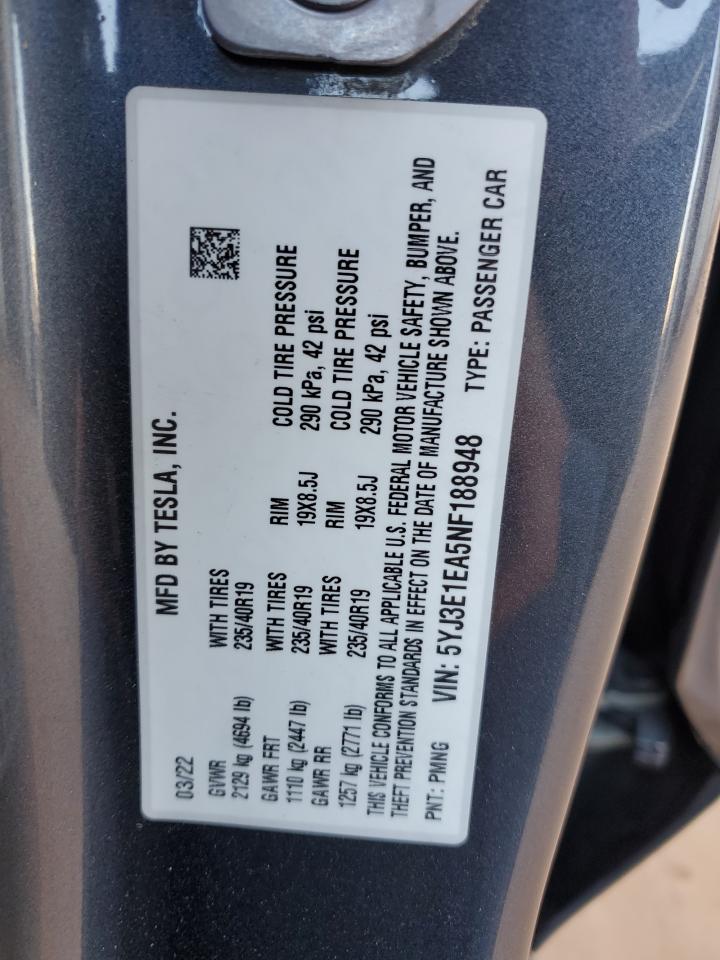 MFD BY TESLA, INC.
03/22
GVWR WITH TIRES
2129 kg (4694 lb) 235/40R19
GAWR FRT WITH TIRES RIM COLD TIRE PRESSURE
1110 kg (2447 lb) 235/40R19 19X8.5J 290 kPa, 42 psi
GAWR RR WITH TIRES RIM COLD TIRE PRESSURE
1257 kg (2771 lb) 235/40R19 19X8.5J 290 kPa, 42 psi
THIS VEHICLE CONFORMS TO ALL APPLICABLE U.S. FEDERAL MOTOR VEHICLE SAFETY, BUMPER, AND
THEFT PREVENTION STANDARDS IN EFFECT ON THE DATE OF MANUFACTURE SHOWN ABOVE.
PNT: PMNG VIN: 5YJ3E1EA5NF188948 TYPE: PASSENGER CAR